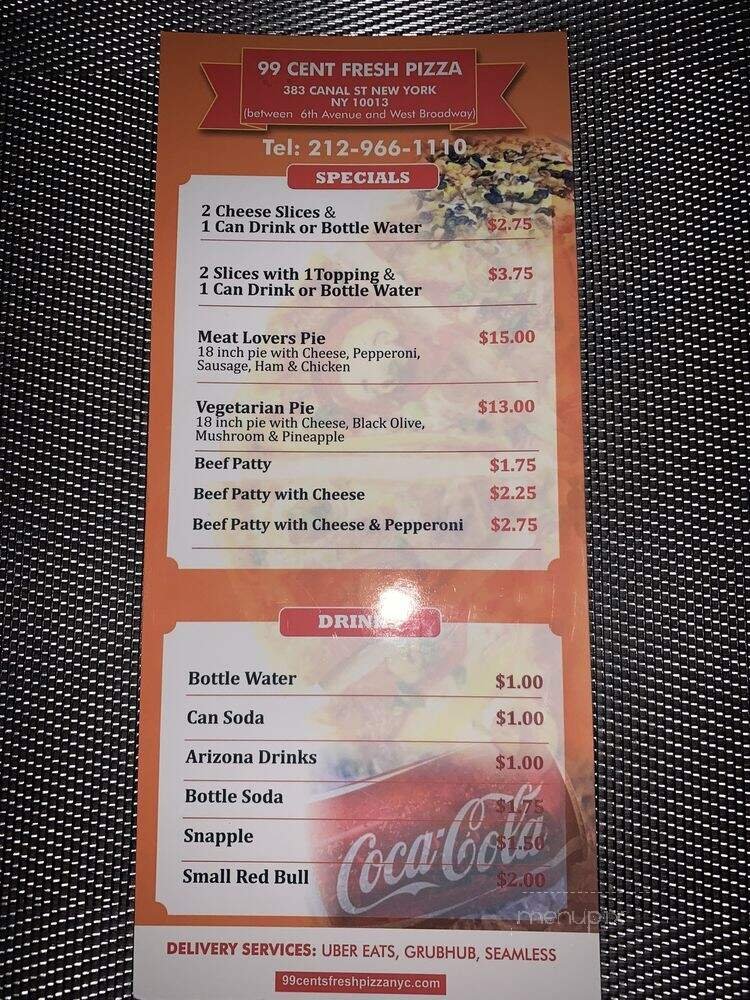 99 CENT FRESH PIZZA
383 CANAL ST NEW YORK
NY 10013
(between 6th Avenue and West Broadway)
Tel: 212-966-1110
SPECIALS
2 Cheese Slices &
1 Can Drink or Bottle Water $2.75
2 Slices with 1Topping & $3.75
1 Can Drink or Bottle Water
Meat Lovers Pie $15.00
18 inch pie with Cheese, Pepperoni,
Sausage, Ham & Chicken
Vegetarian Pie $13.00
18 inch pie with Cheese, Black Olive,
Mushroom & Pineapple
Beef Patty $1.75
Beef Patty with Cheese $2.25
Beef Patty with Cheese & Pepperoni $2.75
DRINKS
Bottle Water $1.00
Can Soda $1.00
Arizona Drinks $1.00
Bottle Soda $1.75
Snapple $1.50
Small Red Bull $2.00
Coca-Cola
DELIVERY SERVICES: UBER EATS, GRUBHUB, SEAMLESS
99centsfreshpizzanyc.com